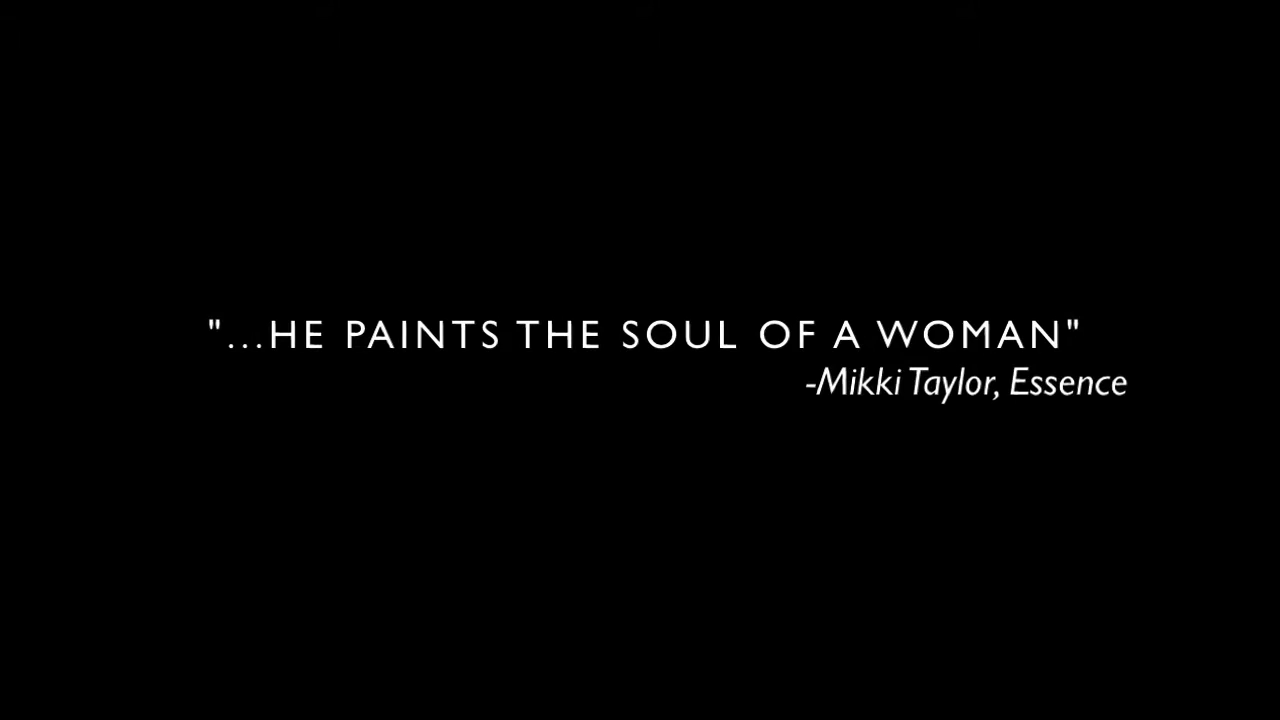 "...HE PAINTS THE SOUL OF A WOMAN"
-Mikki Taylor, Essence